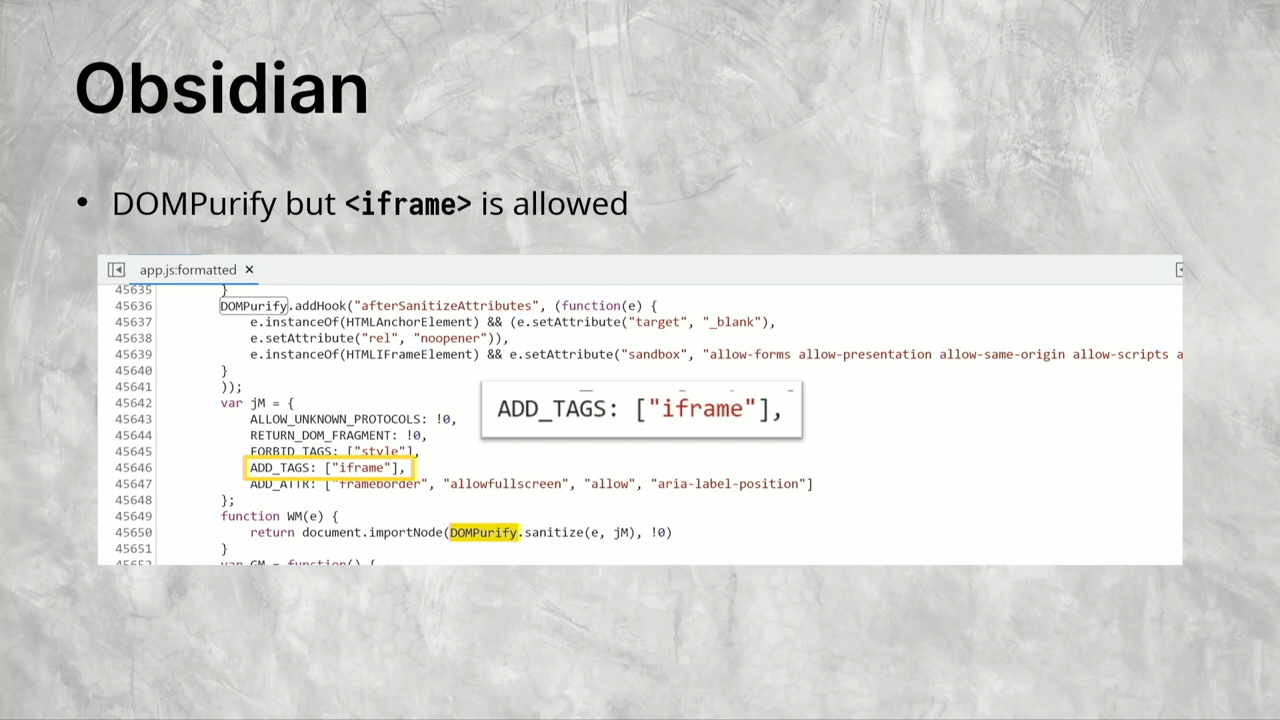 Obsidian
• DOMPurify but <iframe> is allowed
app.js:formatted ×
45635 }
45636 DOMPurify.addHook("afterSanitizeAttributes", (function(e) {
45637 e.instanceOf(HTMLAnchorElement) && (e.setAttribute("target", "_blank"),
45638 e.setAttribute("rel", "noopener")),
45639 e.instanceOf(HTMLIFrameElement) && e.setAttribute("sandbox", "allow-forms allow-presentation allow-same-origin allow-scripts a
45640 }
45641 ));
45642 var jM = {
45643 ALLOW_UNKNOWN_PROTOCOLS: !0,
45644 RETURN_DOM_FRAGMENT: !0,
45645 FORBID_TAGS: ["style"],
45646 ADD_TAGS: ["iframe"],
ADD_TAGS: ["iframe"],
45647 ADD_ATTR: ["frameborder", "allowfullscreen", "allow", "aria-label-position"]
45648 };
45649 function WM(e) {
45650 return document.importNode(DOMPurify.sanitize(e, jM), !0)
45651 }
45652 var GM = function() {